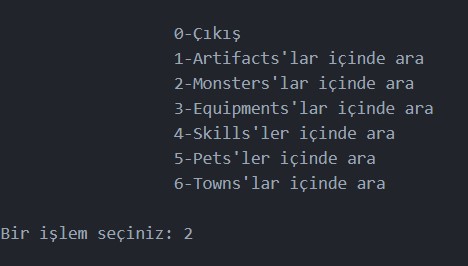 0-Çıkış
1-Artifacts'lar içinde ara
2-Monsters'lar içinde ara
3-Equipments'lar içinde ara
4-Skills'ler içinde ara
5-Pets'ler içinde ara
6-Towns'lar içinde ara
Bir işlem seçiniz: 2